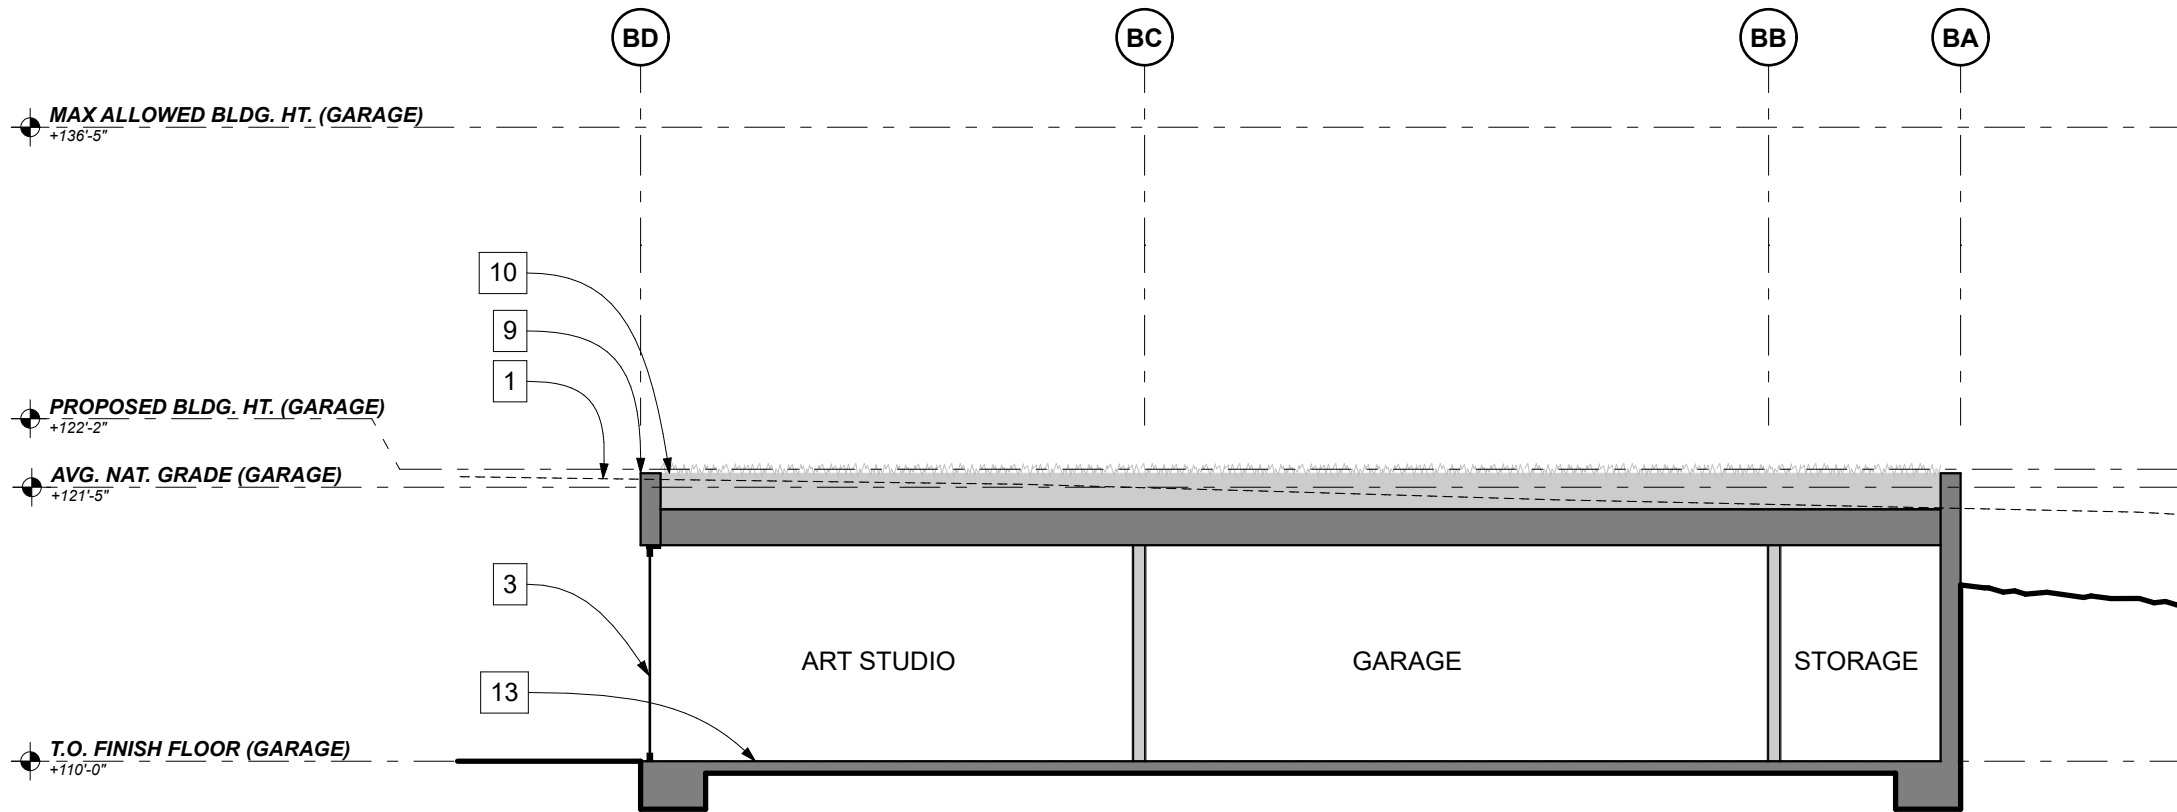 BD
BC
BB
BA
MAX ALLOWED BLDG. HT. (GARAGE)
+136'-5"
10
9
1
PROPOSED BLDG. HT. (GARAGE)
+122'-2"
AVG. NAT. GRADE (GARAGE)
+121'-5"
3
ART STUDIO
GARAGE
STORAGE
13
T.O. FINISH FLOOR (GARAGE)
+110'-0"